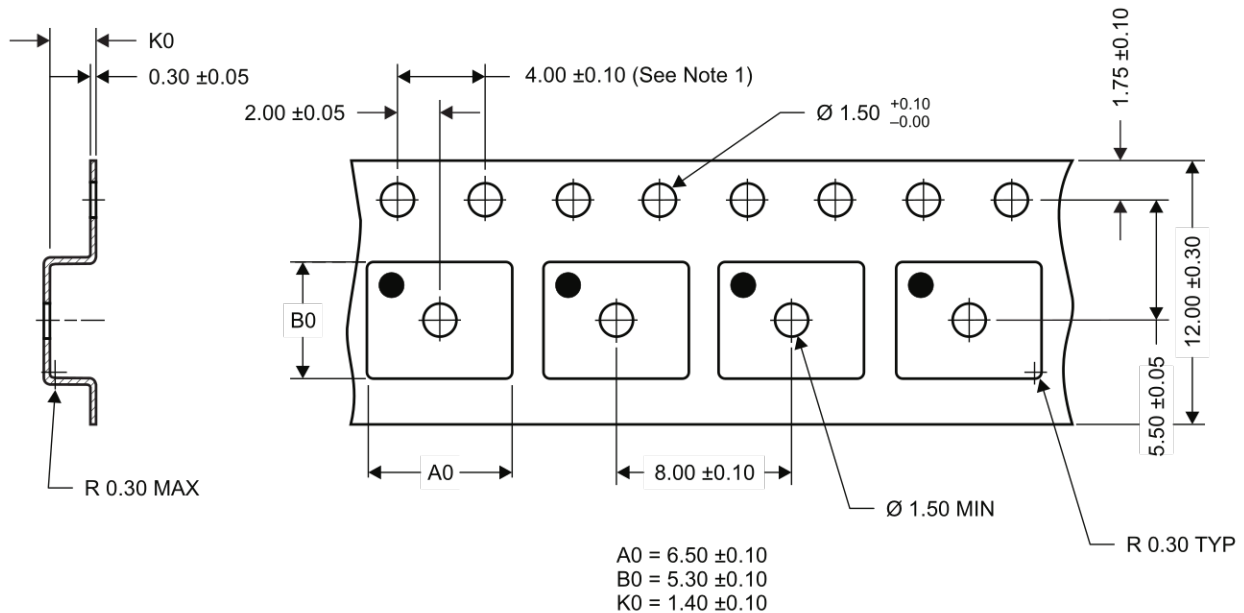 K0
0.30 ±0.05
4.00 ±0.10 (See Note 1)
2.00 ±0.05
Ø 1.50 +0.10 –0.00
1.75 ±0.10
B0
12.00 ±0.30
5.50 ±0.05
A0
8.00 ±0.10
R 0.30 MAX
Ø 1.50 MIN
R 0.30 TYP
A0 = 6.50 ±0.10
B0 = 5.30 ±0.10
K0 = 1.40 ±0.10